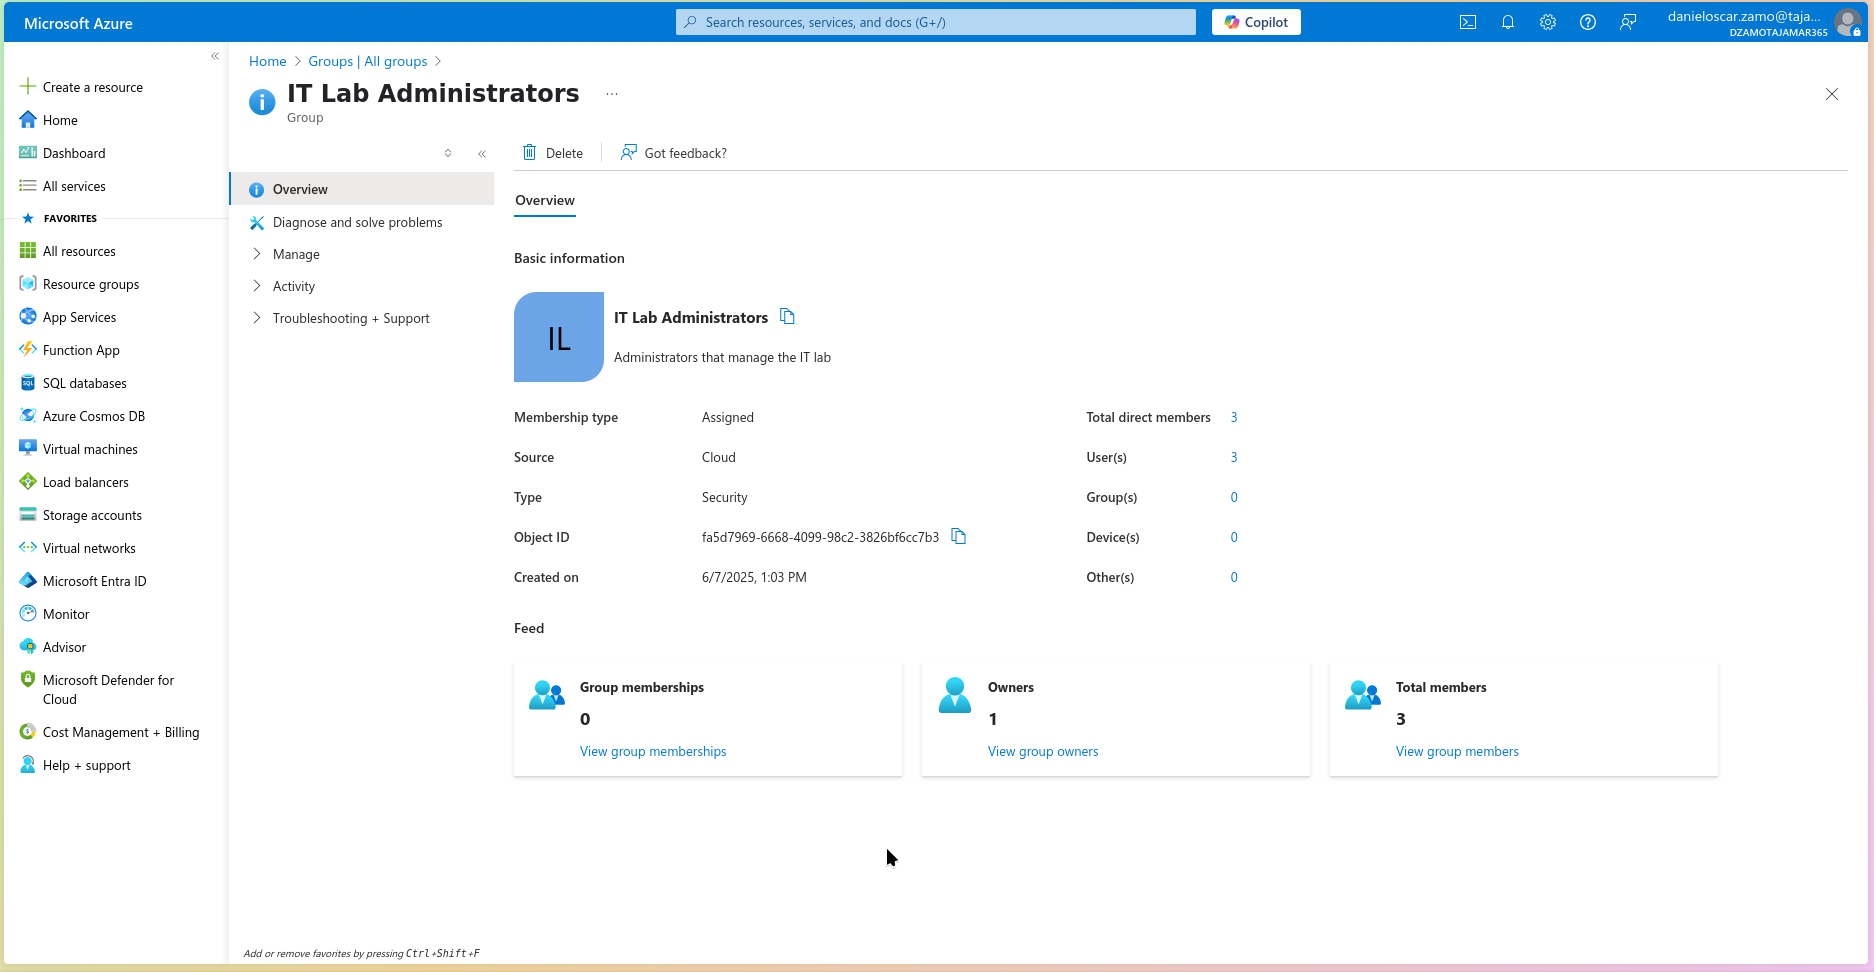 Microsoft Azure
Search resources, services, and docs (G+/)
Copilot
danieloscar.zamo@taja...
DZAMOTAJAMAR365
Create a resource
Home
Dashboard
All services
FAVORITES
All resources
Resource groups
App Services
Function App
SQL databases
Azure Cosmos DB
Virtual machines
Load balancers
Storage accounts
Virtual networks
Microsoft Entra ID
Monitor
Advisor
Microsoft Defender for
Cloud
Cost Management + Billing
Help + support
Home > Groups | All groups >
IT Lab Administrators ...
Group
Overview
Diagnose and solve problems
Manage
Activity
Troubleshooting + Support
Delete
Got feedback?
Overview
Basic information
IL
IT Lab Administrators
Administrators that manage the IT lab
Membership type Assigned Total direct members 3
Source Cloud User(s) 3
Type Security Group(s) 0
Object ID fa5d7969-6668-4099-98c2-3826bf6cc7b3 Device(s) 0
Created on 6/7/2025, 1:03 PM Other(s) 0
Feed
Group memberships
0
View group memberships
Owners
1
View group owners
Total members
3
View group members
Add or remove favorites by pressing Ctrl+Shift+F